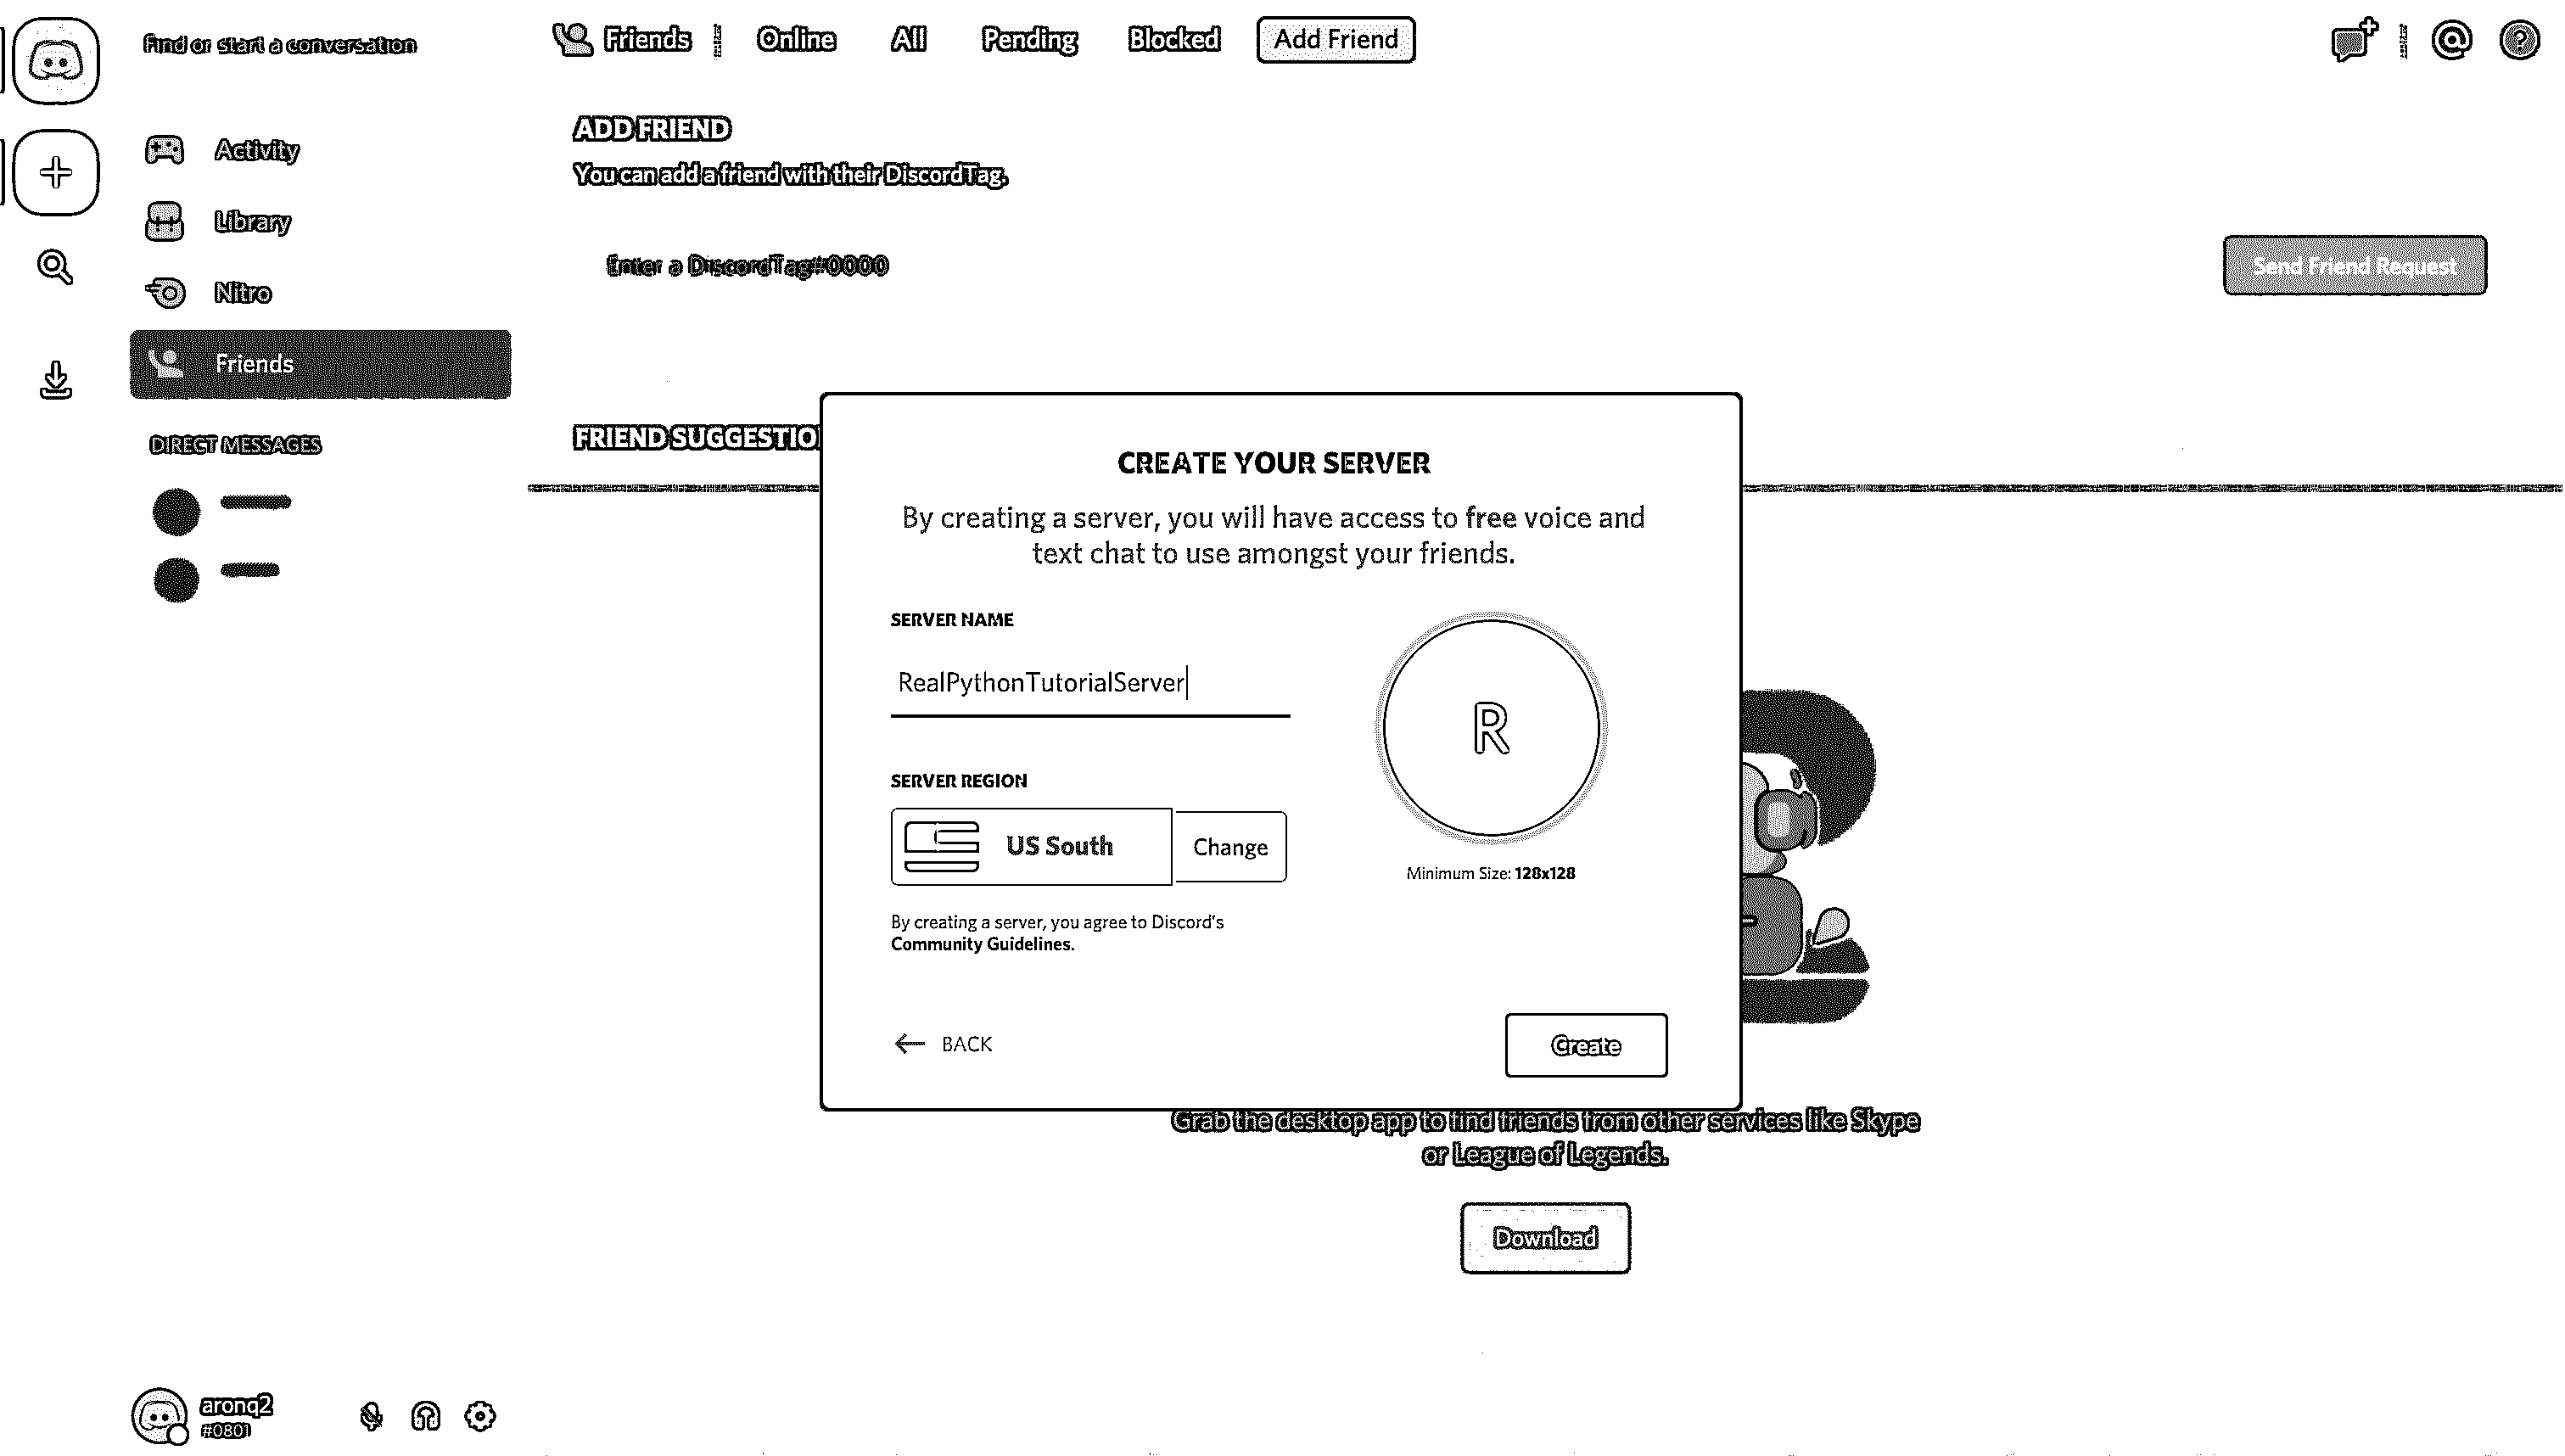 Find or start a conversation
Friends
Online
All
Pending
Blocked
Add Friend
Activity
Library
Nitro
Friends
DIRECT MESSAGES
ADD FRIEND
You can add a friend with their DiscordTag.
Enter a DiscordTag#0000
Send Friend Request
FRIEND SUGGESTIO
CREATE YOUR SERVER
By creating a server, you will have access to free voice and
text chat to use amongst your friends.
SERVER NAME
RealPythonTutorialServer
R
SERVER REGION
US South
Change
Minimum Size: 128x128
By creating a server, you agree to Discord's
Community Guidelines.
BACK
Create
Grab the desktop app to find friends from other services like Skype
or League of Legends.
Download
aronq2
#0801